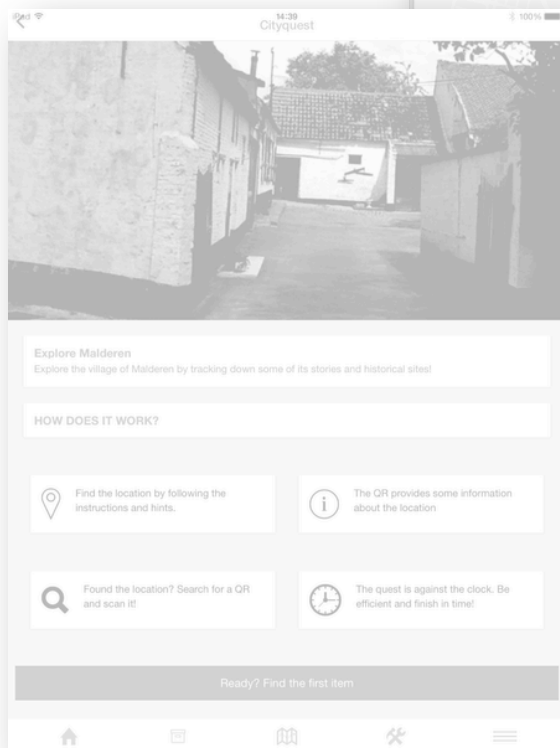 iPad
14:39
100%
Cityquest
Explore Malderen
Explore the village of Malderen by tracking down some of its stories and historical sites!
HOW DOES IT WORK?
Find the location by following the
instructions and hints.
The QR provides some information
about the location
Found the location? Search for a QR
and scan it!
The quest is against the clock. Be
efficient and finish in time!
Ready? Find the first item